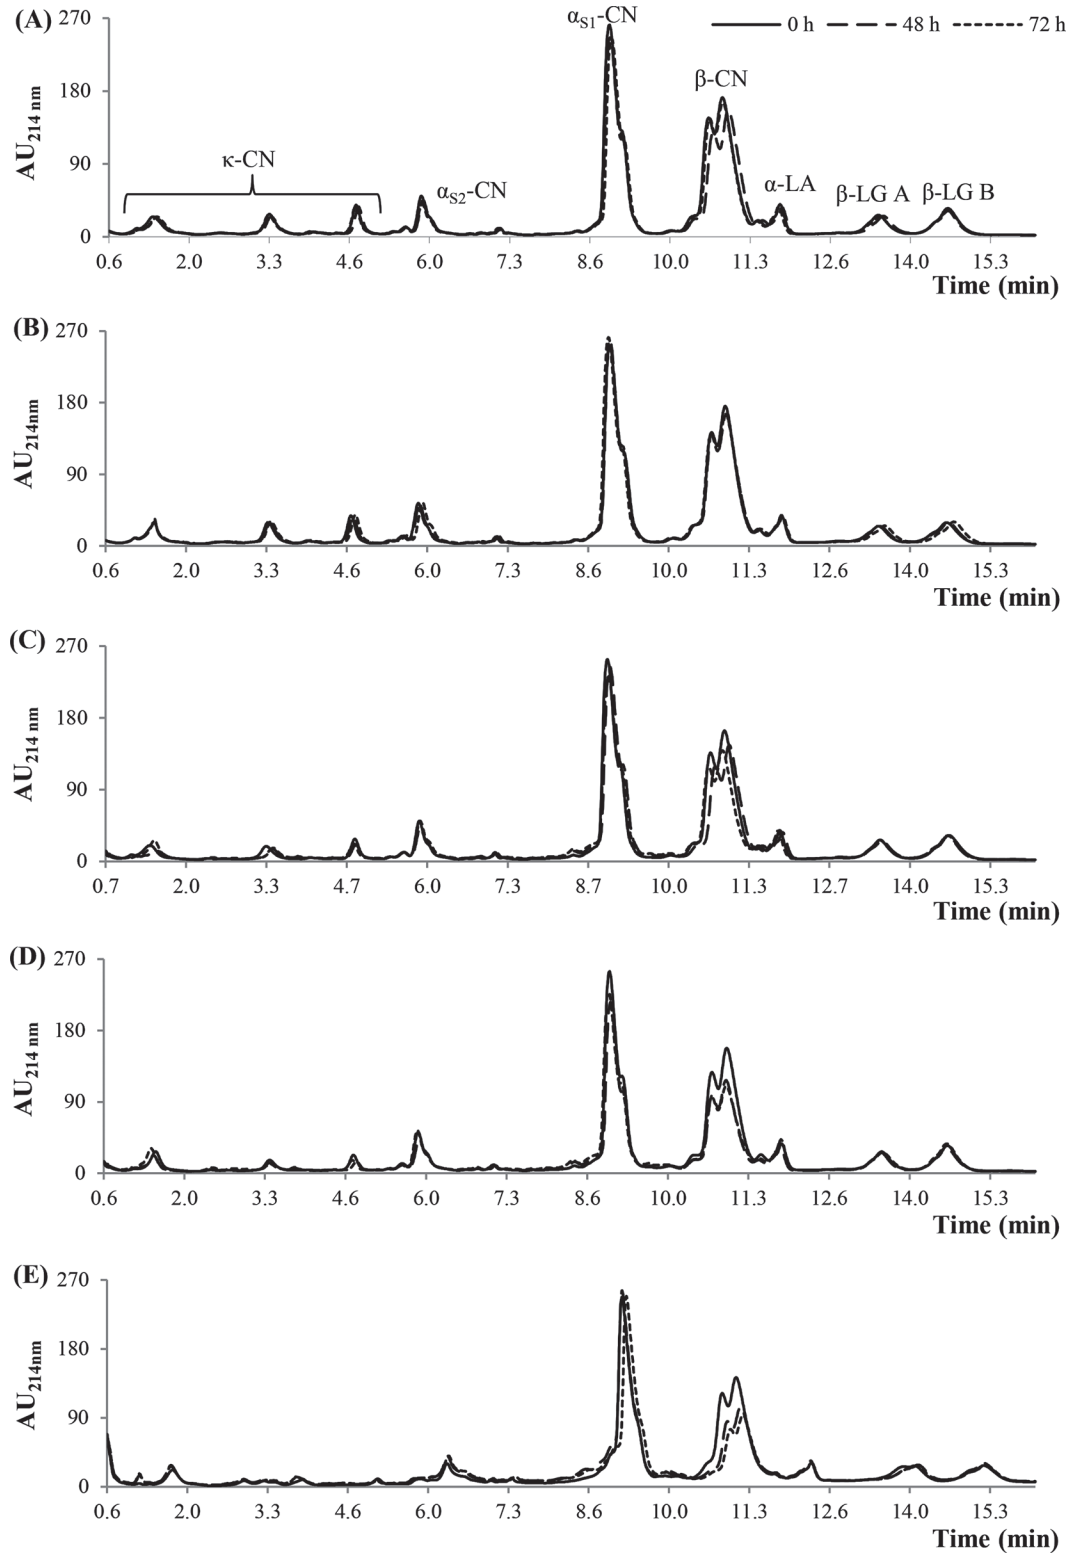 (A)
270
180
90
0
AU214 nm
αS1-CN
0 h
48 h
72 h
β-CN
κ-CN
αS2-CN
α-LA
β-LG A
β-LG B
0.6 2.0 3.3 4.6 6.0 7.3 8.6 10.0 11.3 12.6 14.0 15.3
Time (min)
(B)
270
180
90
0
AU214nm
0.6 2.0 3.3 4.6 6.0 7.3 8.6 10.0 11.3 12.6 14.0 15.3
Time (min)
(C)
270
180
90
0
AU214 nm
0.7 2.0 3.3 4.7 6.0 7.3 8.7 10.0 11.3 12.7 14.0 15.3
Time (min)
(D)
270
180
90
0
AU214 nm
0.6 2.0 3.3 4.6 6.0 7.3 8.6 10.0 11.3 12.6 14.0 15.3
Time (min)
(E)
270
180
90
0
AU214nm
0.6 2.0 3.3 4.6 6.0 7.3 8.6 10.0 11.3 12.6 14.0 15.3
Time (min)